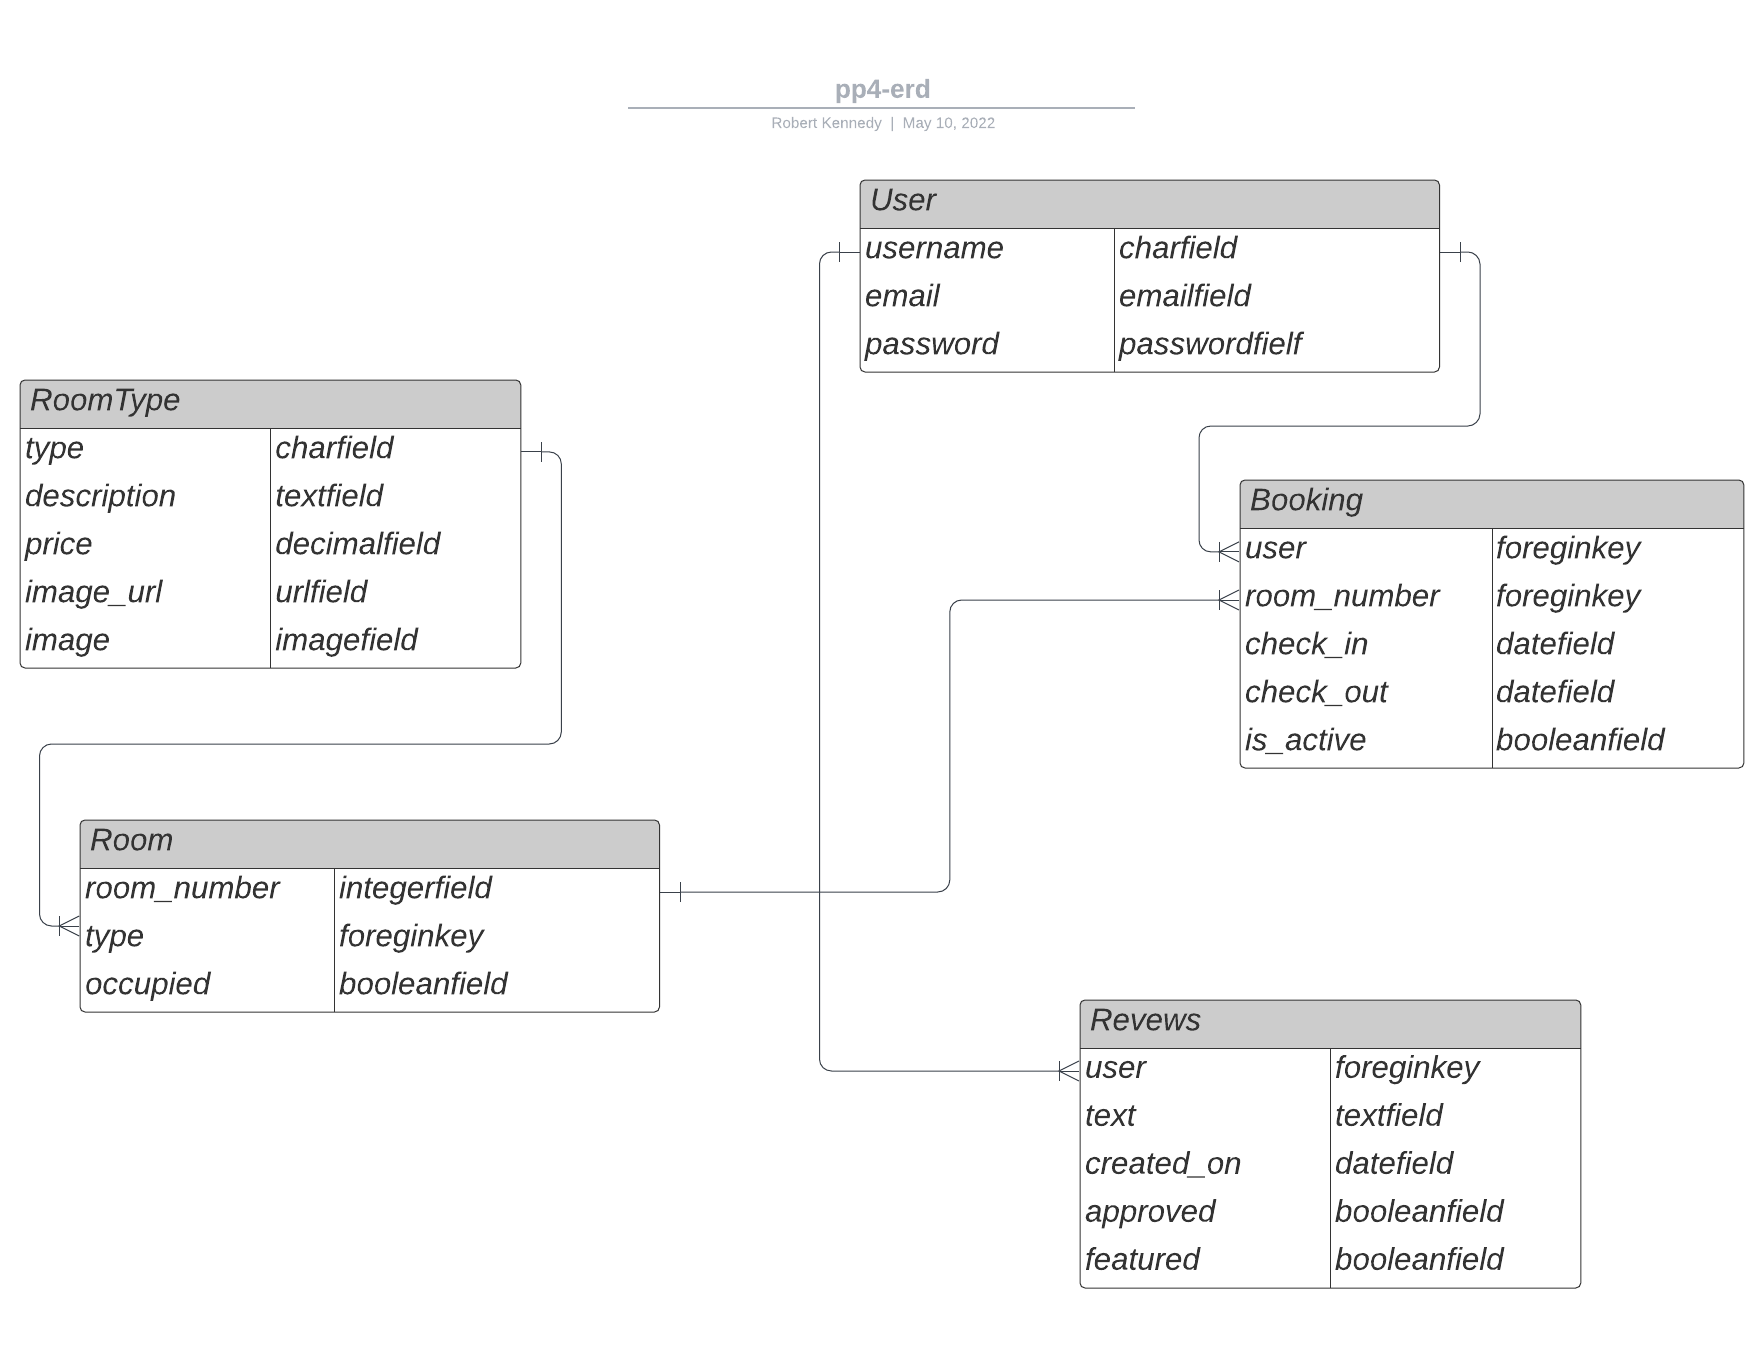 pp4-erd
Robert Kennedy | May 10, 2022
User
username charfield
email emailfield
password passwordfielf
RoomType
type charfield
description textfield
price decimalfield
image_url urlfield
image imagefield
Booking
user foreginkey
room_number foreginkey
check_in datefield
check_out datefield
is_active booleanfield
Room
room_number integerfield
type foreginkey
occupied booleanfield
Revews
user foreginkey
text textfield
created_on datefield
approved booleanfield
featured booleanfield